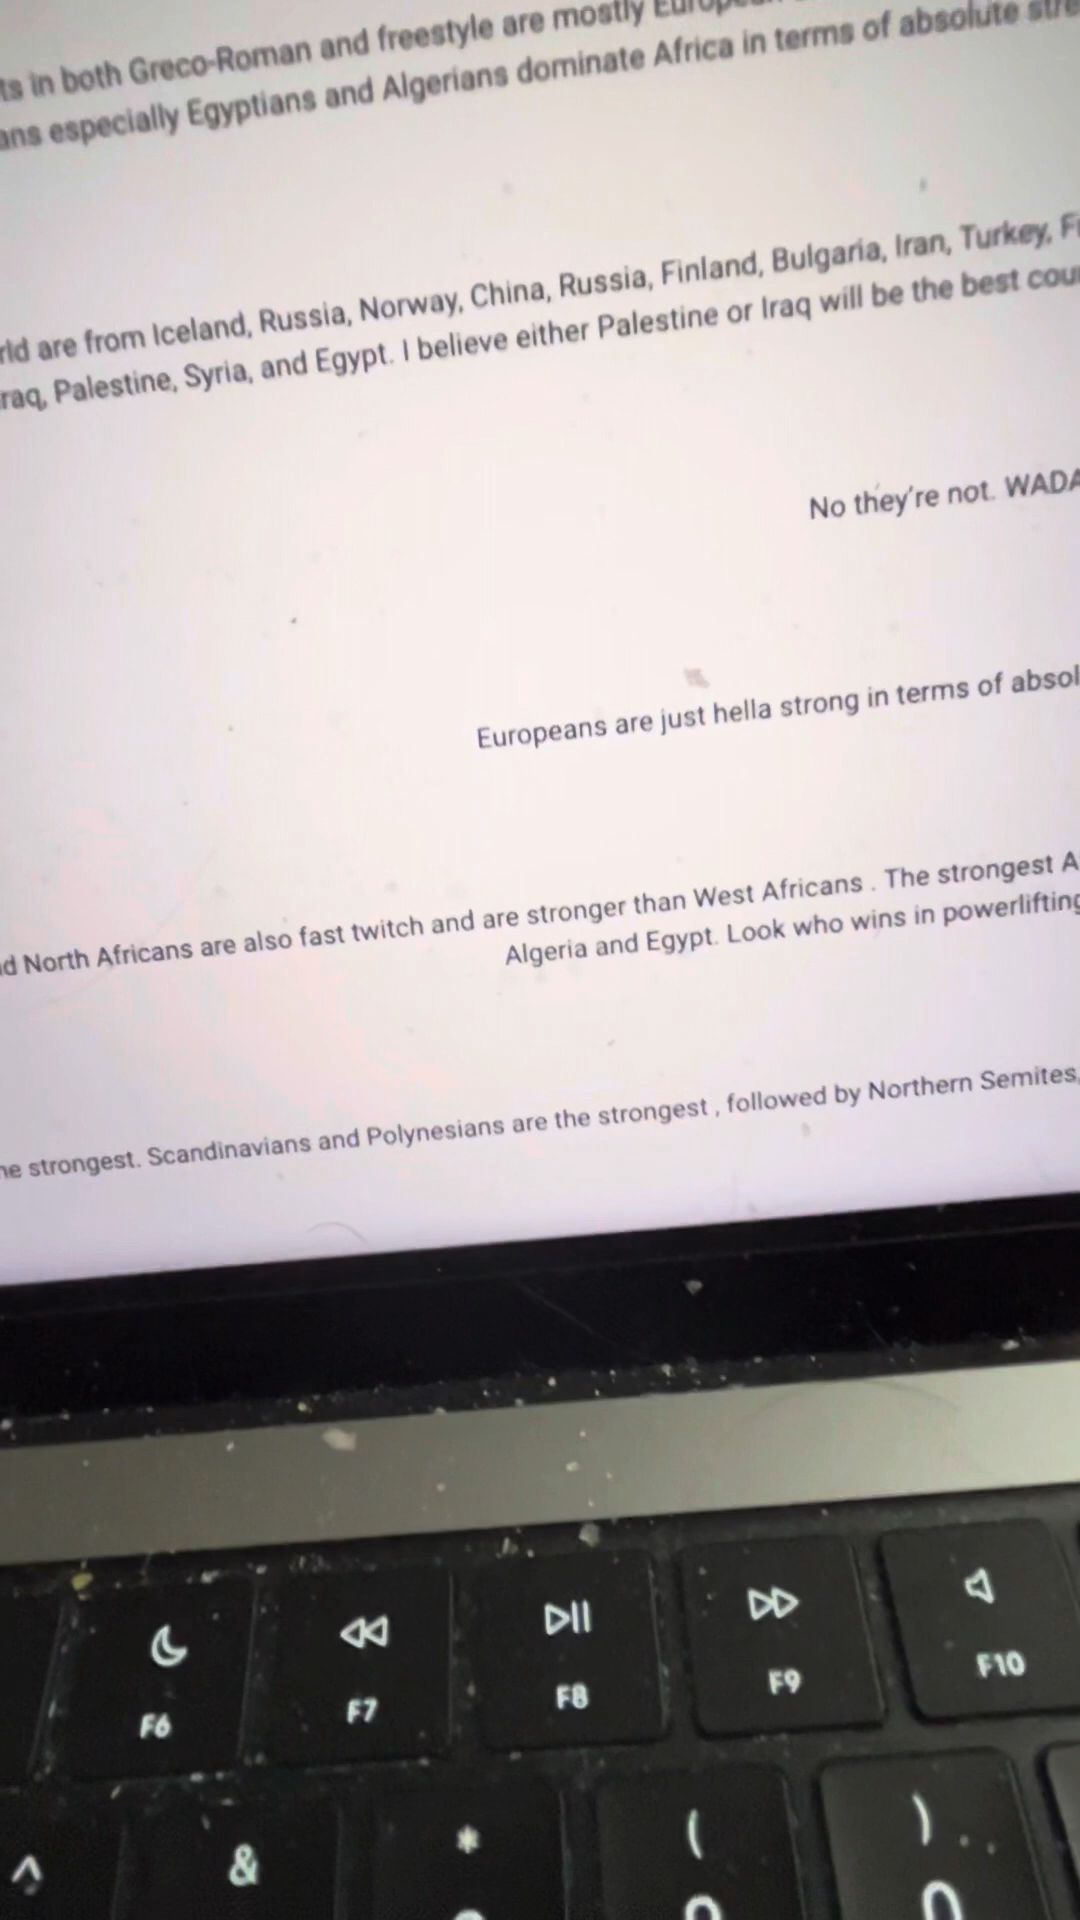 ts in both Greco-Roman and freestyle are mostly
ans especially Egyptians and Algerians dominate Africa in terms of absolute stre
rld are from Iceland, Russia, Norway, China, Russia, Finland, Bulgaria, Iran, Turkey, Fi
raq, Palestine, Syria, and Egypt. I believe either Palestine or Iraq will be the best cou
No they're not. WADA
Europeans are just hella strong in terms of absol
d North Africans are also fast twitch and are stronger than West Africans . The strongest A
Algeria and Egypt. Look who wins in powerlifting
he strongest. Scandinavians and Polynesians are the strongest , followed by Northern Semites,
F6
F7
F8
F9
F10
^
&
*
(
)